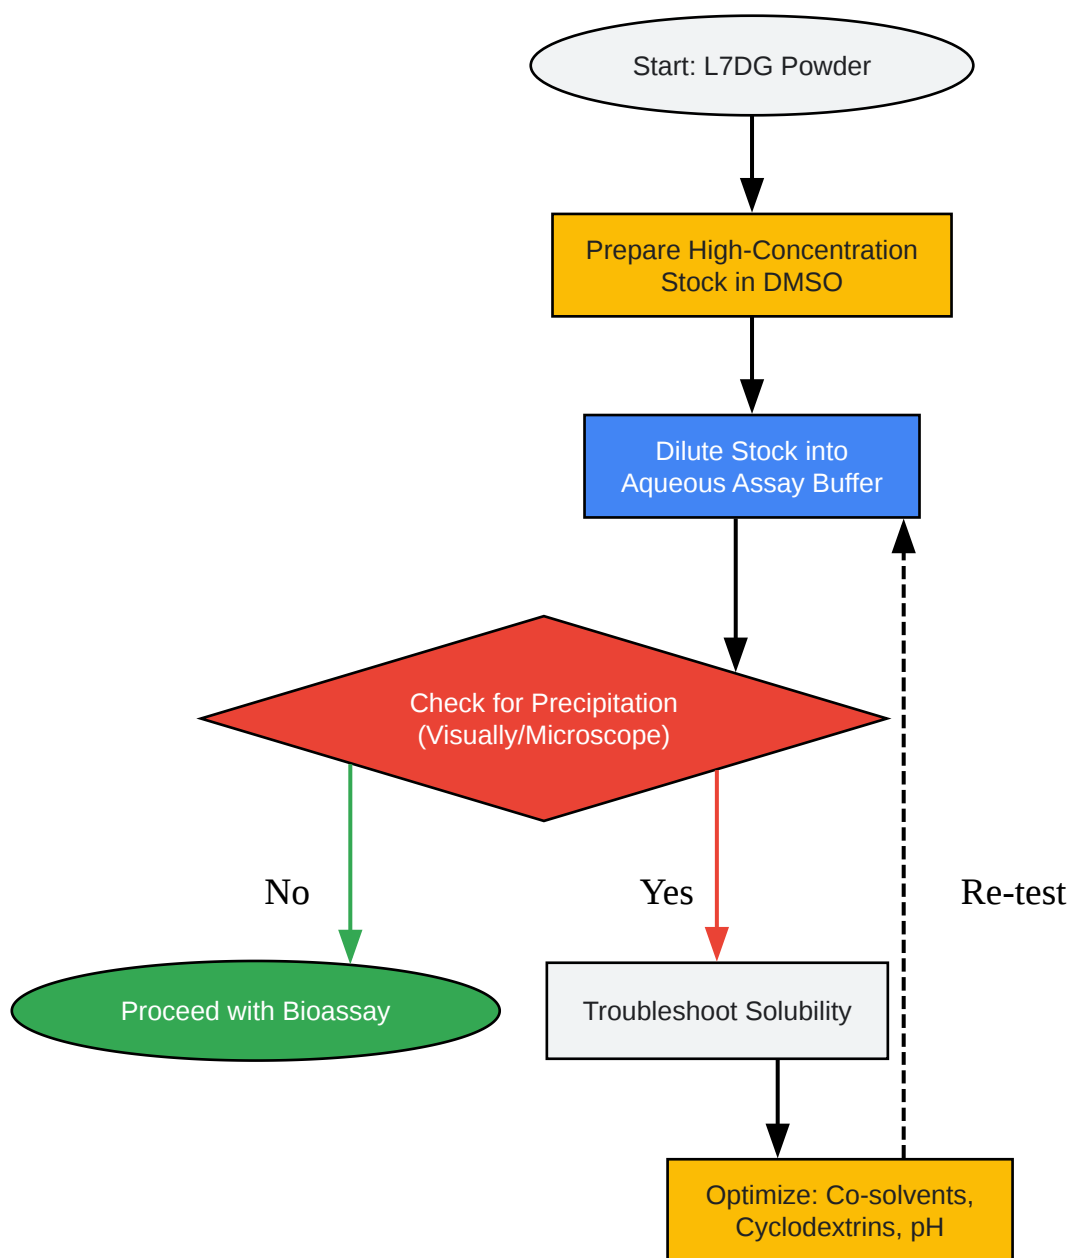 Start: L7DG Powder
Prepare High-Concentration
Stock in DMSO
Dilute Stock into
Aqueous Assay Buffer
Check for Precipitation
(Visually/Microscope)
No
Yes
Re-test
Proceed with Bioassay
Troubleshoot Solubility
Optimize: Co-solvents,
Cyclodextrins, pH